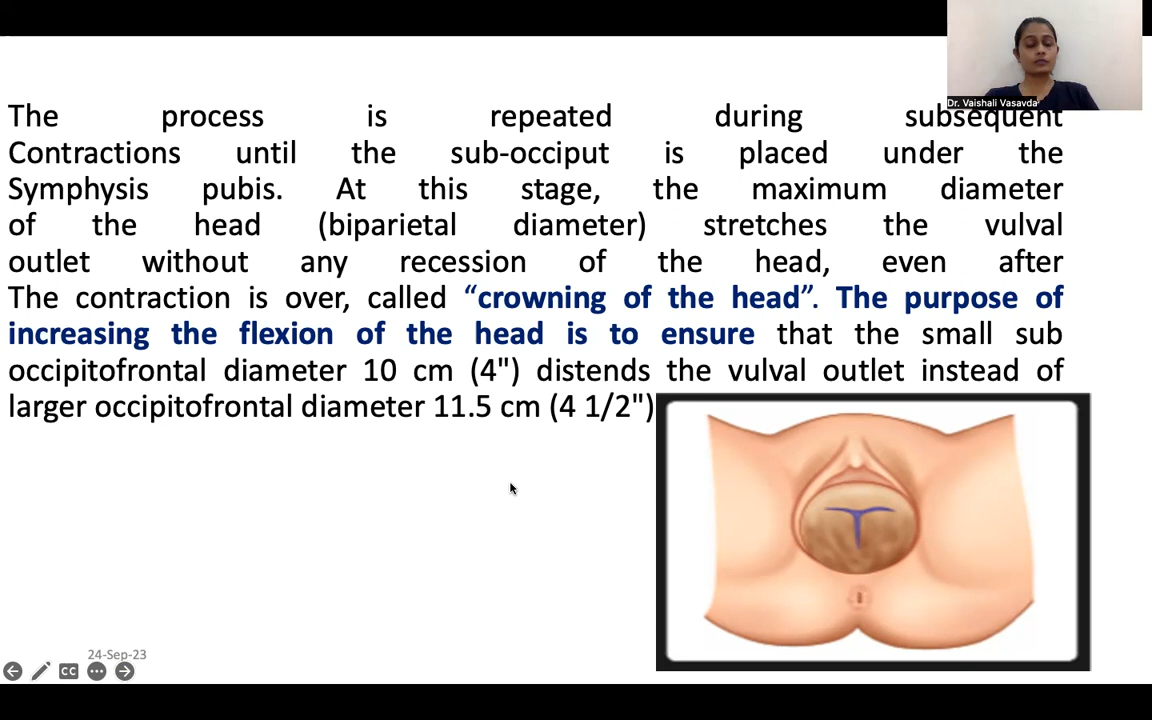 Dr. Vaishali Vasavda
The process is repeated during subsequent
Contractions until the sub-occiput is placed under the
Symphysis pubis. At this stage, the maximum diameter
of the head (biparietal diameter) stretches the vulval
outlet without any recession of the head, even after
The contraction is over, called “crowning of the head”. The purpose of
increasing the flexion of the head is to ensure that the small sub
occipitofrontal diameter 10 cm (4") distends the vulval outlet instead of
larger occipitofrontal diameter 11.5 cm (4 1/2")
24-Sep-23
CC